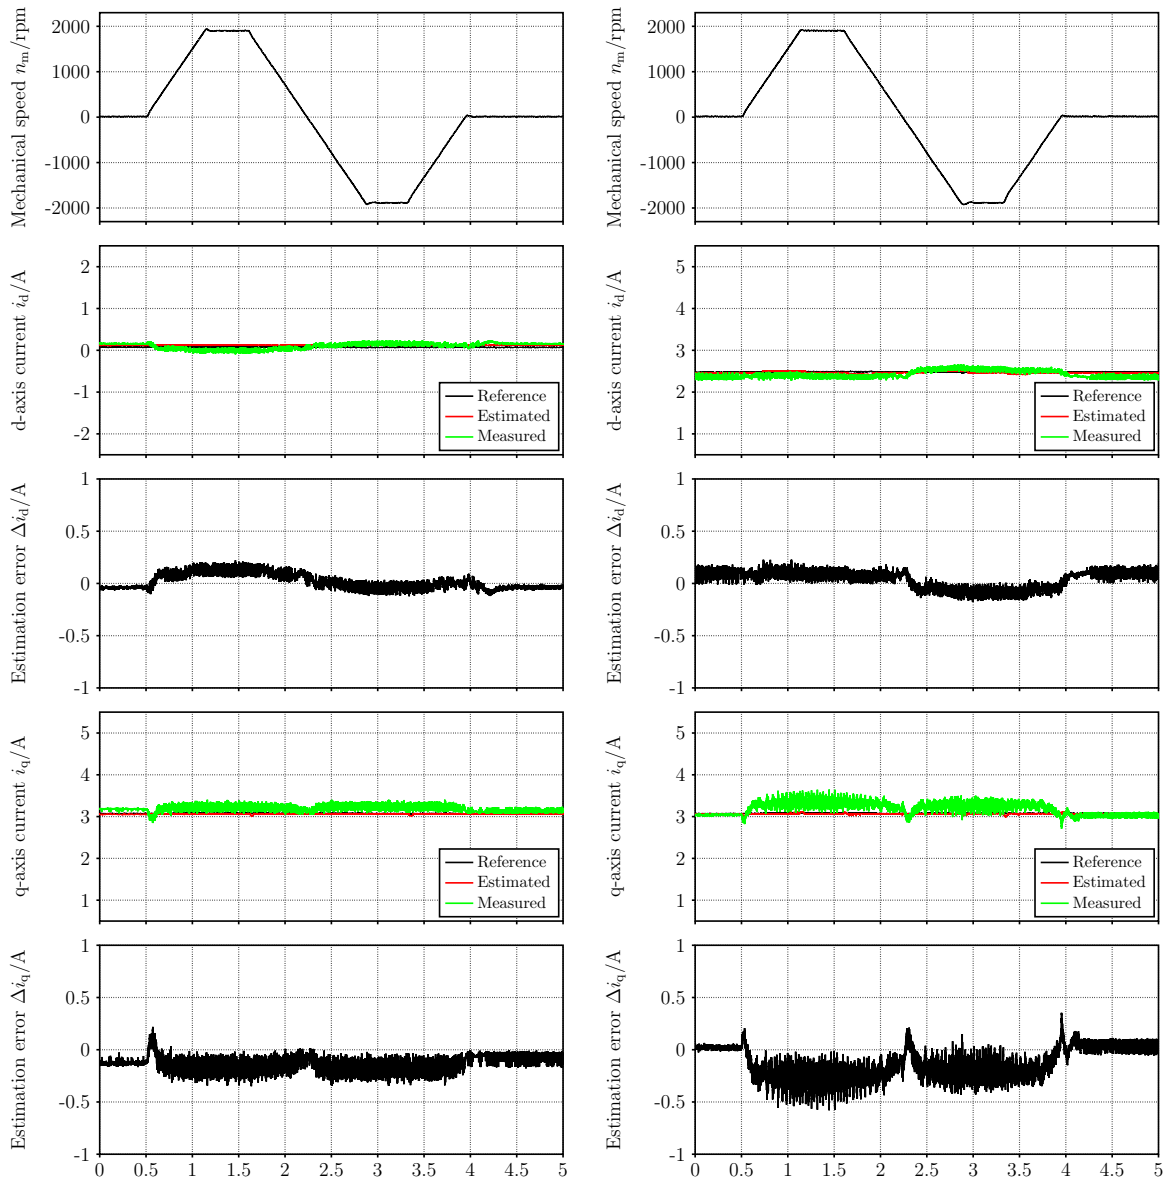 Mechanical speed n_m/rpm
2000
1000
0
-1000
-2000
Mechanical speed n_m/rpm
2000
1000
0
-1000
-2000
d-axis current i_d/A
2
1
0
-1
-2
Reference
Estimated
Measured
d-axis current i_d/A
5
4
3
2
1
Reference
Estimated
Measured
Estimation error Δi_d/A
1
0.5
0
-0.5
-1
Estimation error Δi_d/A
1
0.5
0
-0.5
-1
q-axis current i_q/A
5
4
3
2
1
Reference
Estimated
Measured
q-axis current i_q/A
5
4
3
2
1
Reference
Estimated
Measured
Estimation error Δi_q/A
1
0.5
0
-0.5
-1
0 0.5 1 1.5 2 2.5 3 3.5 4 4.5 5
Estimation error Δi_q/A
1
0.5
0
-0.5
-1
0 0.5 1 1.5 2 2.5 3 3.5 4 4.5 5